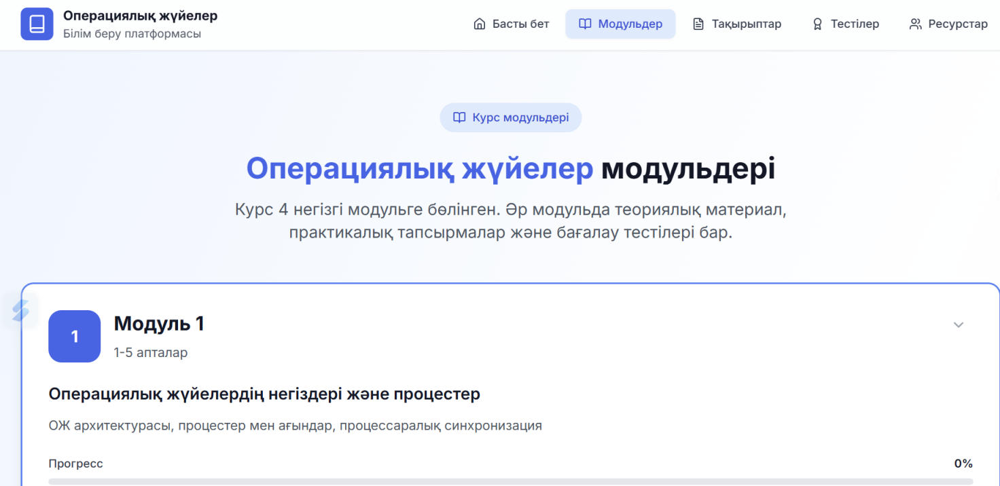 Операциялық жүйелер
Білім беру платформасы
Басты бет
Модульдер
Тақырыптар
Тестілер
Ресурстар
Курс модульдері
Операциялық жүйелер модульдері
Курс 4 негізгі модульге бөлінген. Әр модульда теориялық материал,
практикалық тапсырмалар және бағалау тестілері бар.
1
Модуль 1
1-5 апталар
Операциялық жүйелердің негіздері және процестер
ОЖ архитектурасы, процестер мен ағындар, процессаралық синхронизация
Прогресс
0%